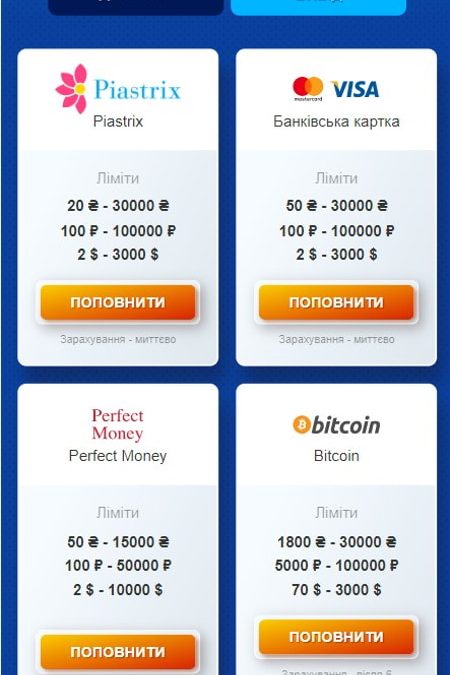 Piastrix
Piastrix
Ліміти
20 ₴ - 30000 ₴
100 ₽ - 100000 ₽
2 $ - 3000 $
ПОПОВНИТИ
Зарахування - миттєво
mastercard VISA
Банківська картка
Ліміти
50 ₴ - 30000 ₴
100 ₽ - 100000 ₽
2 $ - 3000 $
ПОПОВНИТИ
Зарахування - миттєво
Perfect
Money
Perfect Money
Ліміти
50 ₴ - 15000 ₴
100 ₽ - 50000 ₽
2 $ - 10000 $
ПОПОВНИТИ
bitcoin
Bitcoin
Ліміти
1800 ₴ - 30000 ₴
5000 ₽ - 100000 ₽
70 $ - 3000 $
ПОПОВНИТИ
Зарахування - після 6